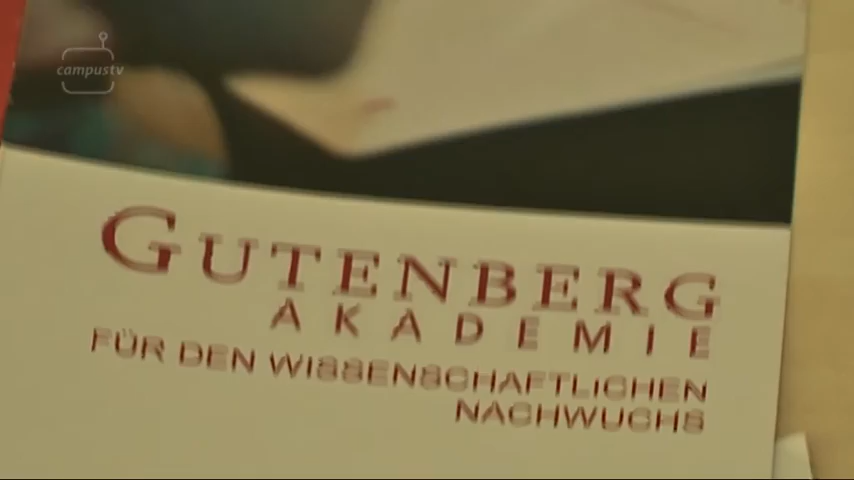 campustv
GUTENBERG
AKADEMIE
FÜR DEN WISSENSCHAFTLICHEN
NACHWUCHS